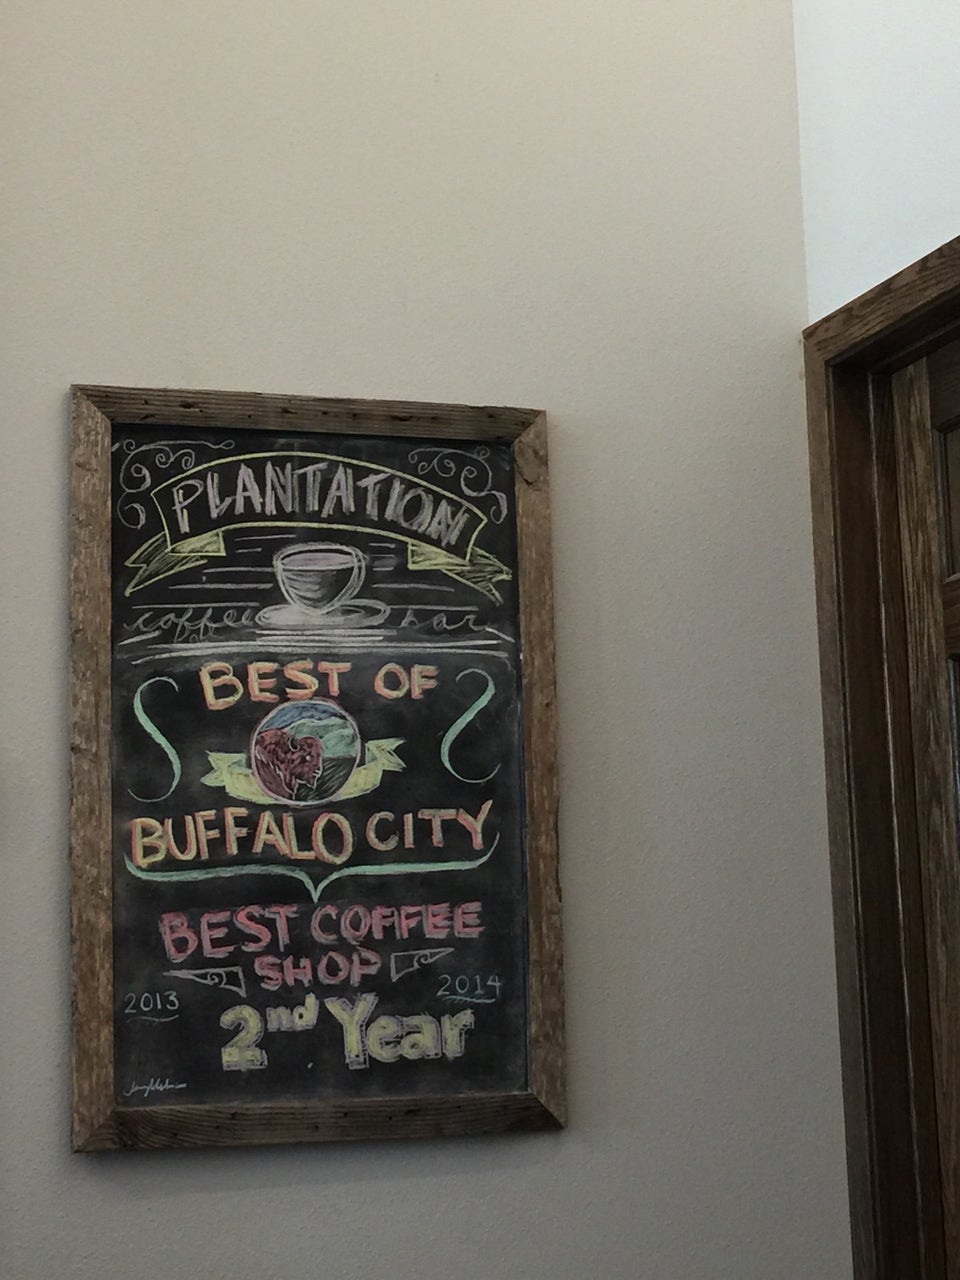 PLANTATION
coffee bar
BEST OF
BUFFALO CITY
BEST COFFEE
SHOP
2013 2014
2nd Year